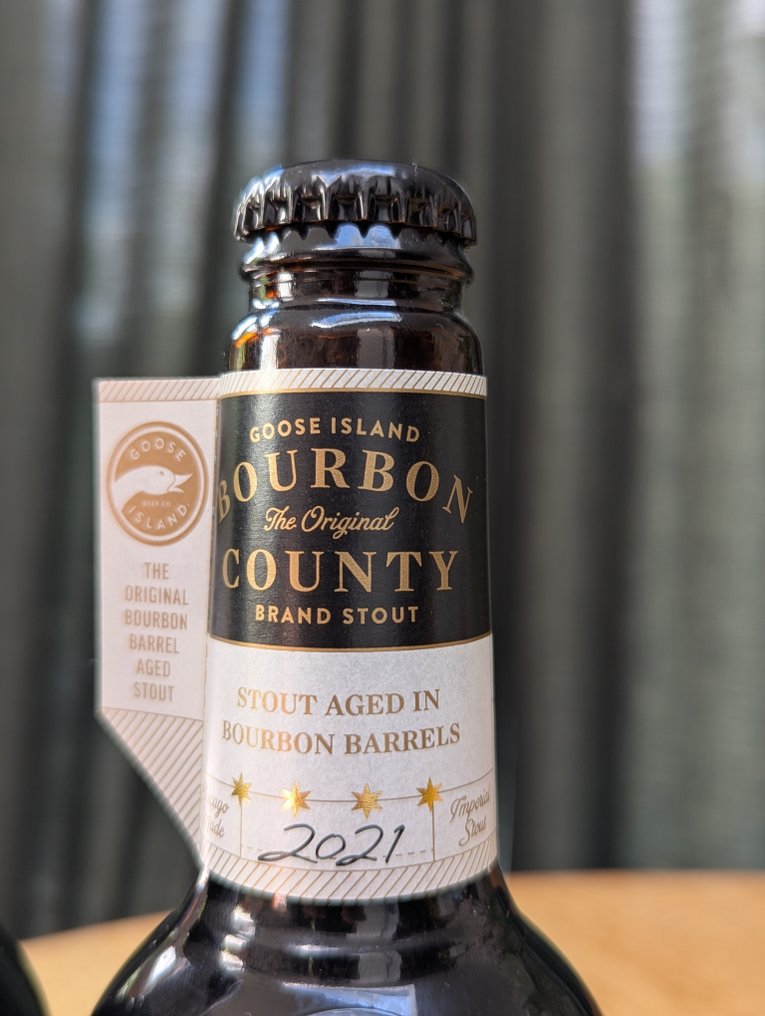 GOOSE ISLAND
BOURBON
The Original
COUNTY
BRAND STOUT
STOUT AGED IN
BOURBON BARRELS
Imperial
Stout
2021
GOOSE
BEER CO
ISLAND
THE
ORIGINAL
BOURBON
BARREL
AGED
STOUT